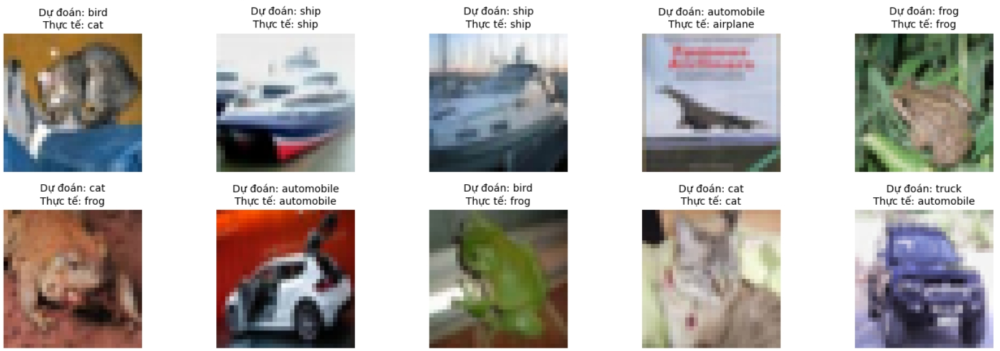 Dự đoán: bird
Thực tế: cat
Dự đoán: ship
Thực tế: ship
Dự đoán: ship
Thực tế: ship
Dự đoán: automobile
Thực tế: airplane
Dự đoán: frog
Thực tế: frog
Dự đoán: cat
Thực tế: frog
Dự đoán: automobile
Thực tế: automobile
Dự đoán: bird
Thực tế: frog
Dự đoán: cat
Thực tế: cat
Dự đoán: truck
Thực tế: automobile